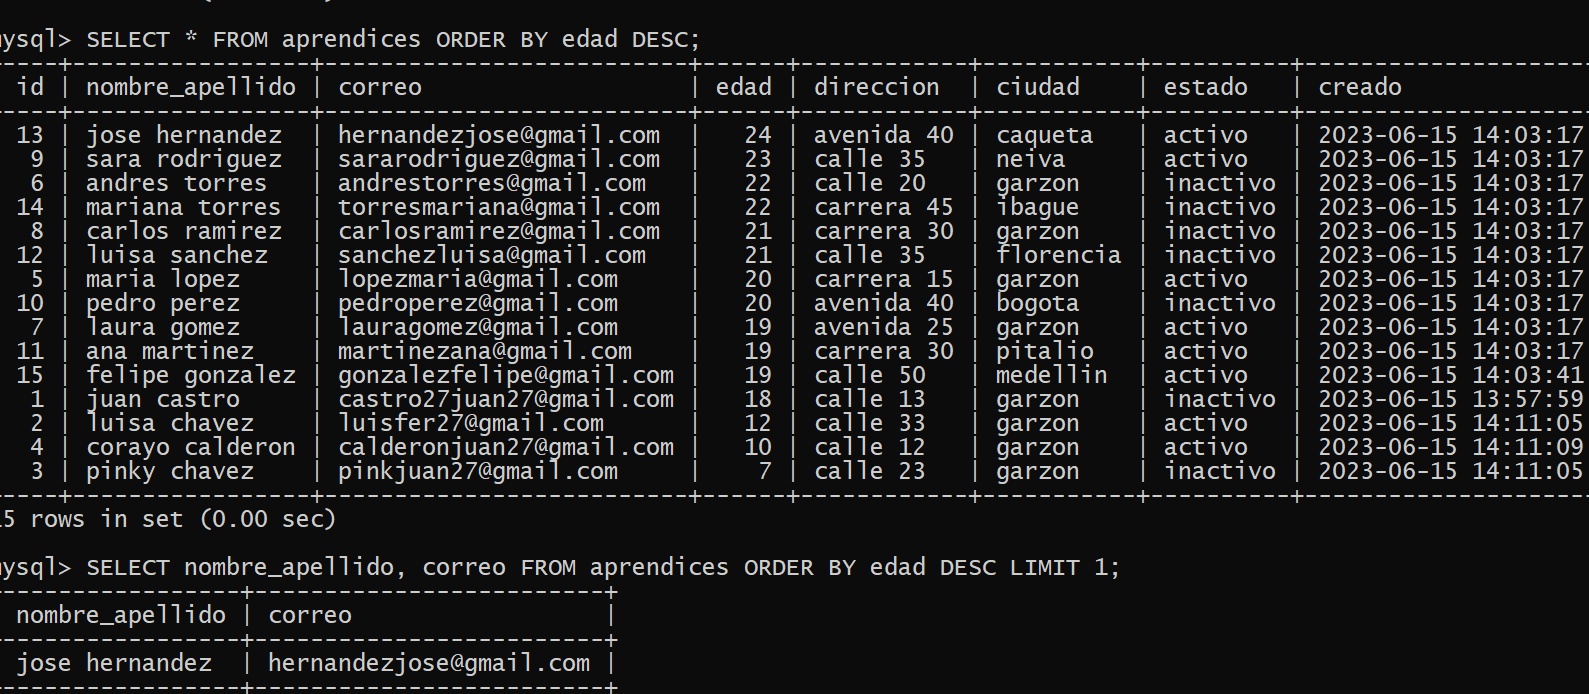 ysql> SELECT * FROM aprendices ORDER BY edad DESC;
id | nombre_apellido | correo | edad | direccion | ciudad | estado | creado
13 | jose hernandez | hernandezjose@gmail.com | 24 | avenida 40 | caqueta | activo | 2023-06-15 14:03:17
9 | sara rodriguez | sararodriguez@gmail.com | 23 | calle 35 | neiva | activo | 2023-06-15 14:03:17
6 | andres torres | andrestorres@gmail.com | 22 | calle 20 | garzon | inactivo | 2023-06-15 14:03:17
14 | mariana torres | torresmariana@gmail.com | 22 | carrera 45 | ibague | inactivo | 2023-06-15 14:03:17
8 | carlos ramirez | carlosramirez@gmail.com | 21 | carrera 30 | garzon | inactivo | 2023-06-15 14:03:17
12 | luisa sanchez | sanchezluisa@gmail.com | 21 | calle 35 | florencia | inactivo | 2023-06-15 14:03:17
5 | maria lopez | lopezmaria@gmail.com | 20 | carrera 15 | garzon | activo | 2023-06-15 14:03:17
10 | pedro perez | pedroperez@gmail.com | 20 | avenida 40 | bogota | inactivo | 2023-06-15 14:03:17
7 | laura gomez | lauragomez@gmail.com | 19 | avenida 25 | garzon | activo | 2023-06-15 14:03:17
11 | ana martinez | martinezana@gmail.com | 19 | carrera 30 | pitalio | activo | 2023-06-15 14:03:17
15 | felipe gonzalez | gonzalezfelipe@gmail.com | 19 | calle 50 | medellin | activo | 2023-06-15 14:03:41
1 | juan castro | castro27juan27@gmail.com | 18 | calle 13 | garzon | inactivo | 2023-06-15 13:57:59
2 | luisa chavez | luisfer27@gmail.com | 12 | calle 33 | garzon | activo | 2023-06-15 14:11:05
4 | corayo calderon | calderonjuan27@gmail.com | 10 | calle 12 | garzon | activo | 2023-06-15 14:11:09
3 | pinky chavez | pinkjuan27@gmail.com | 7 | calle 23 | garzon | inactivo | 2023-06-15 14:11:05
5 rows in set (0.00 sec)
ysql> SELECT nombre_apellido, correo FROM aprendices ORDER BY edad DESC LIMIT 1;
nombre_apellido | correo |
jose hernandez | hernandezjose@gmail.com |